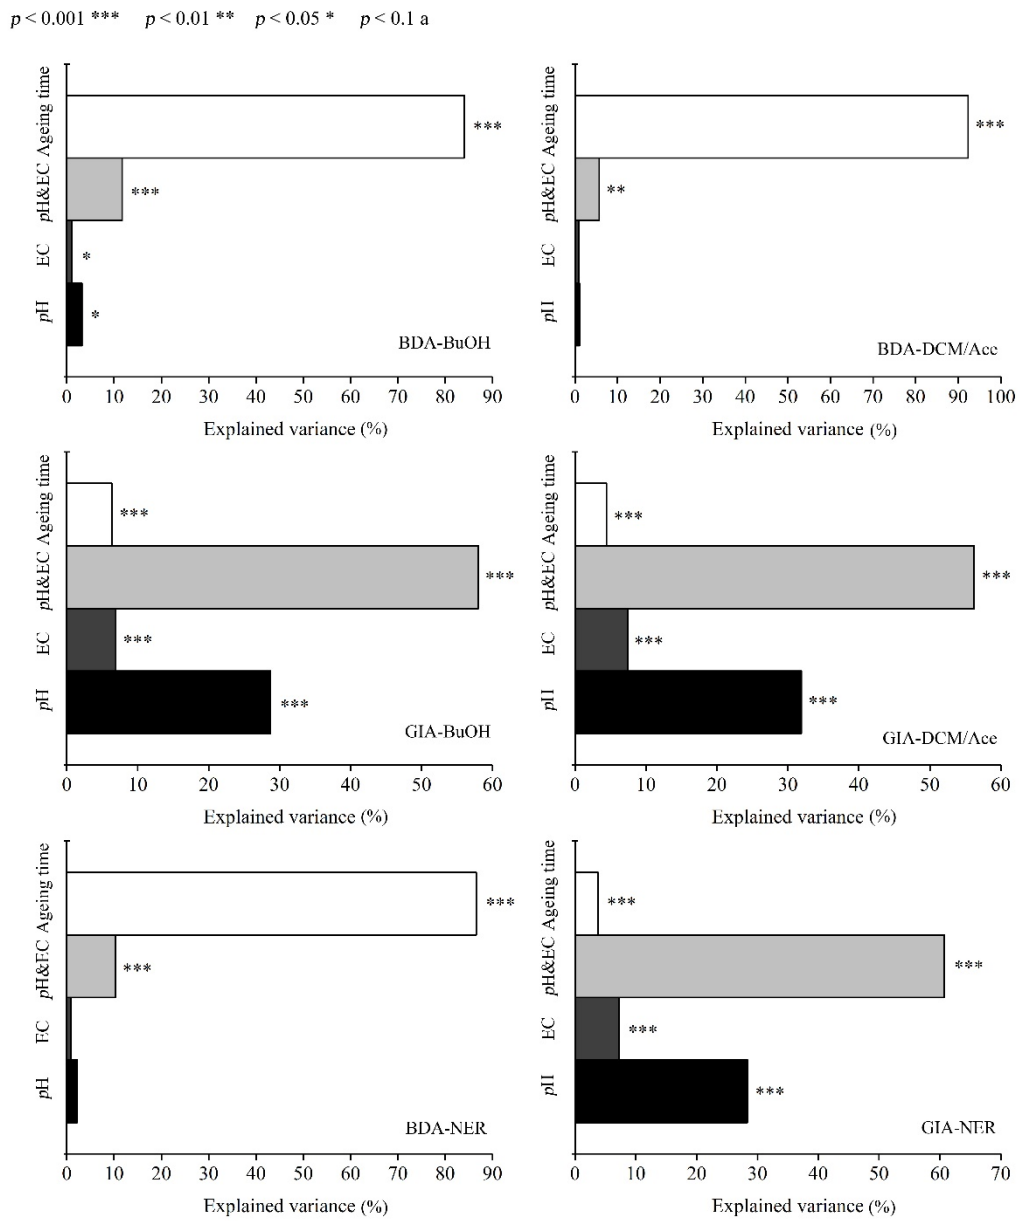 p < 0.001 *** p < 0.01 ** p < 0.05 * p < 0.1 a
Ageing time
***
pH&EC
***
EC
*
pH
*
BDA-BuOH
0 10 20 30 40 50 60 70 80 90
Explained variance (%)
Ageing time
***
pH&EC
**
EC
pH
BDA-DCM/Ace
0 10 20 30 40 50 60 70 80 90 100
Explained variance (%)
Ageing time
***
pH&EC
***
EC
***
pH
***
GIA-BuOH
0 10 20 30 40 50 60
Explained variance (%)
Ageing time
***
pH&EC
***
EC
***
pH
***
GIA-DCM/Ace
0 10 20 30 40 50 60
Explained variance (%)
Ageing time
***
pH&EC
***
EC
pH
BDA-NER
0 10 20 30 40 50 60 70 80 90
Explained variance (%)
Ageing time
***
pH&EC
***
EC
***
pH
***
GIA-NER
0 10 20 30 40 50 60 70
Explained variance (%)